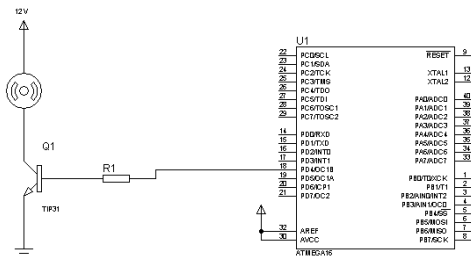 12V
Q1
TIP31
R1
U1
22 PC0/SCL
23 PC1/SDA
24 PC2/TCK
25 PC3/TMS
26 PC4/TDO
27 PC5/TDI
28 PC6/TOSC1
29 PC7/TOSC2
14 PD0/RXD
15 PD1/TXD
16 PD2/INT0
17 PD3/INT1
18 PD4/OC1B
19 PD5/OC1A
20 PD6/ICP1
21 PD7/OC2
32 AREF
30 AVCC
RESET 9
XTAL1 13
XTAL2 12
PA0/ADC0 40
PA1/ADC1 39
PA2/ADC2 38
PA3/ADC3 37
PA4/ADC4 36
PA5/ADC5 35
PA6/ADC6 34
PA7/ADC7 33
PB0/T0/XCK 1
PB1/T1 2
PB2/AIN0/INT2 3
PB3/AIN1/OC0 4
PB4/SS 5
PB5/MOSI 6
PB6/MISO 7
PB7/SCK 8
ATMEGA16